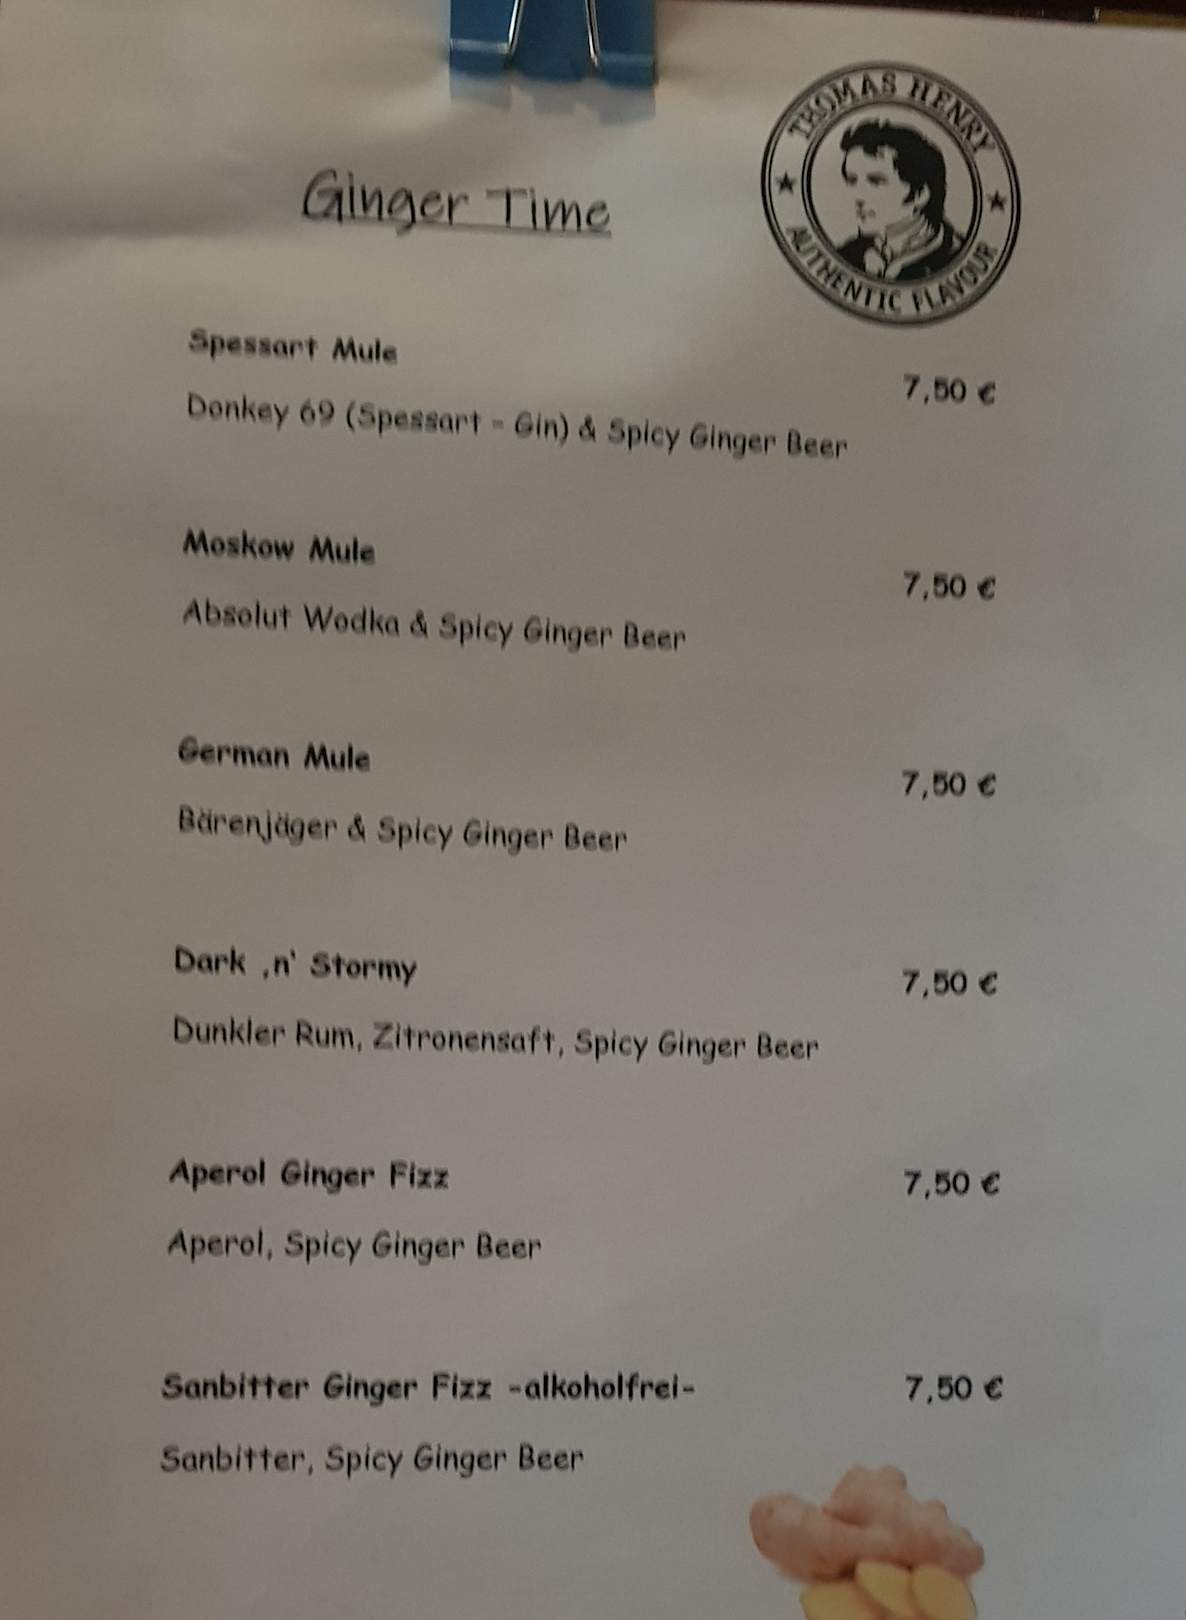 THOMAS HENRY
AUTHENTIC FLAVOUR
Ginger Time
Spessart Mule
7,50 €
Donkey 69 (Spessart - Gin) & Spicy Ginger Beer
Moskow Mule
7,50 €
Absolut Wodka & Spicy Ginger Beer
German Mule
7,50 €
Bärenjäger & Spicy Ginger Beer
Dark ‚n' Stormy
7,50 €
Dunkler Rum, Zitronensaft, Spicy Ginger Beer
Aperol Ginger Fizz
7,50 €
Aperol, Spicy Ginger Beer
Sanbitter Ginger Fizz -alkoholfrei- 7,50 €
Sanbitter, Spicy Ginger Beer